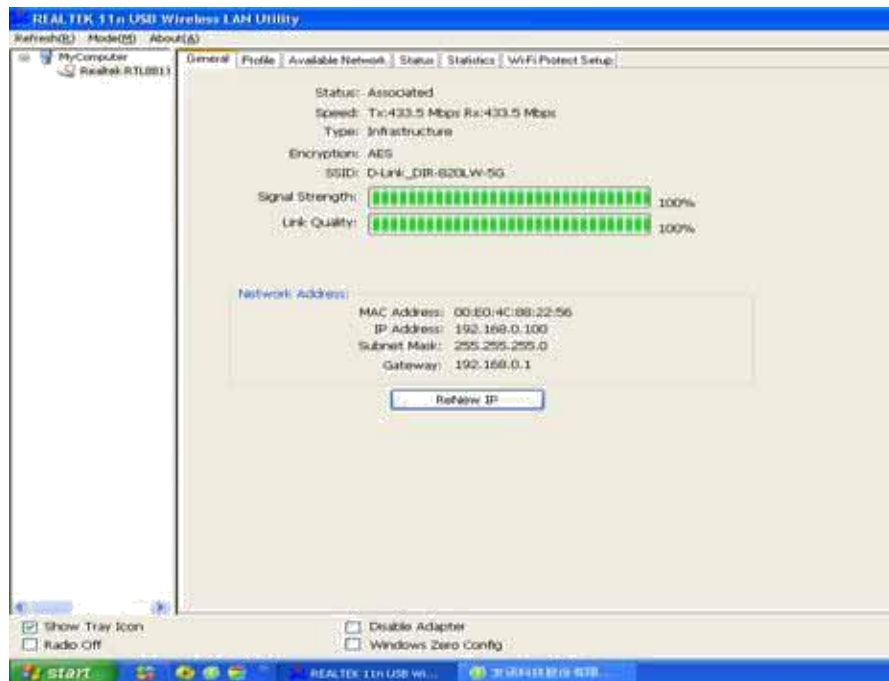 REALTEK 11n USB Wireless LAN Utility
Refresh(R) Mode(M) About(A)
MyComputer
Realtek RTL8811
General Profile Available Network Status Statistics Wi-Fi Protect Setup
Status: Associated
Speed: Tx:433.5 Mbps Rx:433.5 Mbps
Type: Infrastructure
Encryption: AES
SSID: D-Link_DIR-820LW-5G
Signal Strength: 100%
Link Quality: 100%
Network Address:
MAC Address: 00:E0:4C:88:22:56
IP Address: 192.168.0.100
Subnet Mask: 255.255.255.0
Gateway: 192.168.0.1
ReNew IP
Show Tray Icon
Disable Adapter
Radio Off
Windows Zero Config
start
REALTEK 11n USB Wi...